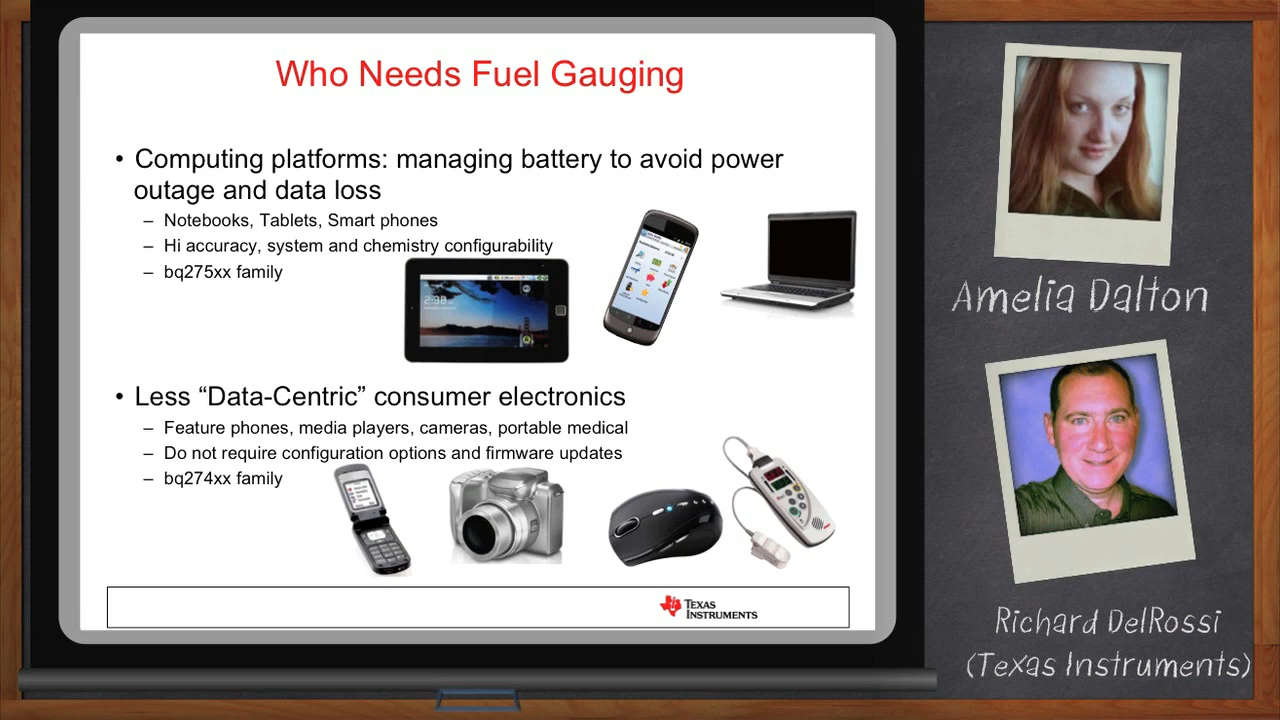 Who Needs Fuel Gauging
• Computing platforms: managing battery to avoid power
outage and data loss
– Notebooks, Tablets, Smart phones
– Hi accuracy, system and chemistry configurability
– bq275xx family
2:38
• Less “Data-Centric” consumer electronics
– Feature phones, media players, cameras, portable medical
– Do not require configuration options and firmware updates
– bq274xx family
TEXAS
INSTRUMENTS
Amelia Dalton
Richard DelRossi
(Texas Instruments)